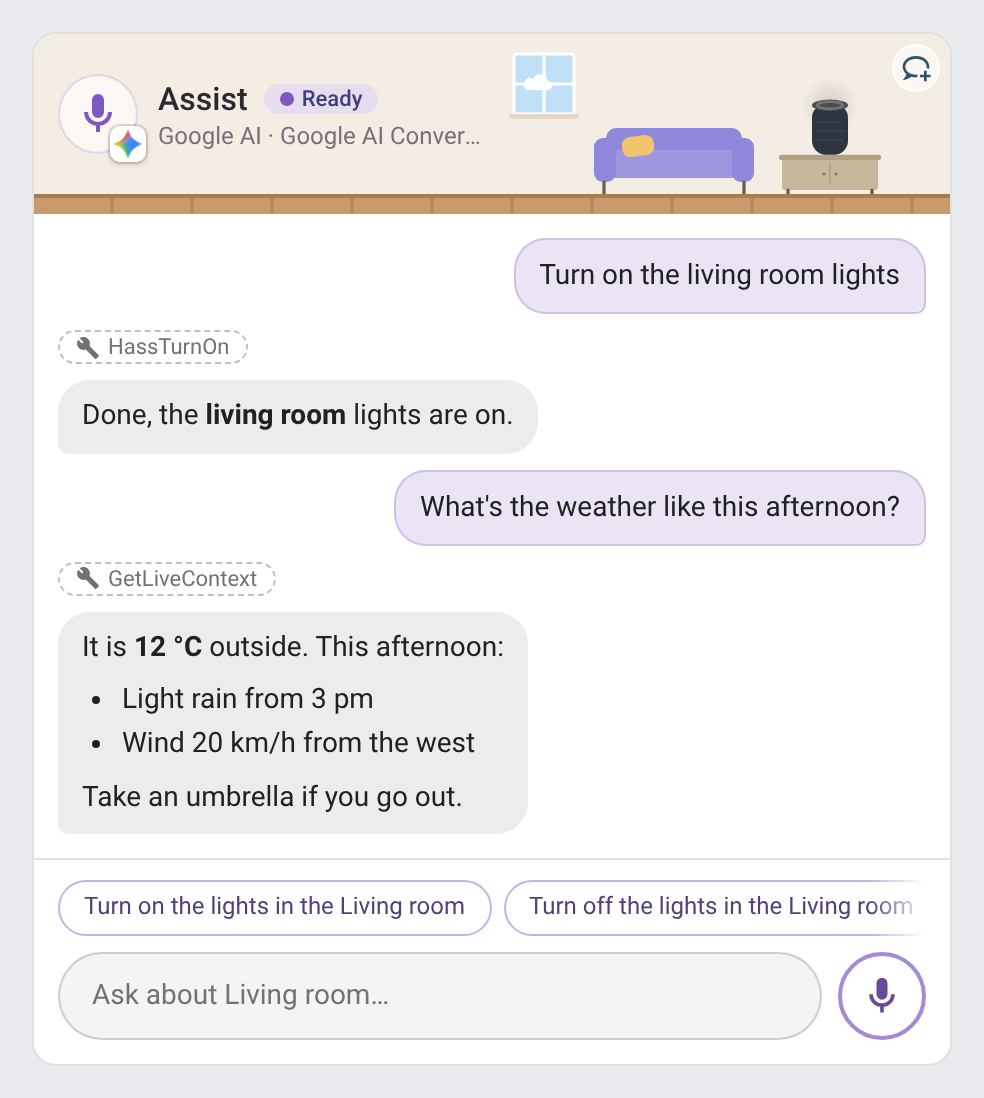 Assist
Ready
Google AI · Google AI Conver…
Turn on the living room lights
HassTurnOn
Done, the living room lights are on.
What's the weather like this afternoon?
GetLiveContext
It is 12 °C outside. This afternoon:
• Light rain from 3 pm
• Wind 20 km/h from the west
Take an umbrella if you go out.
Turn on the lights in the Living room
Turn off the lights in the Living room
Ask about Living room…